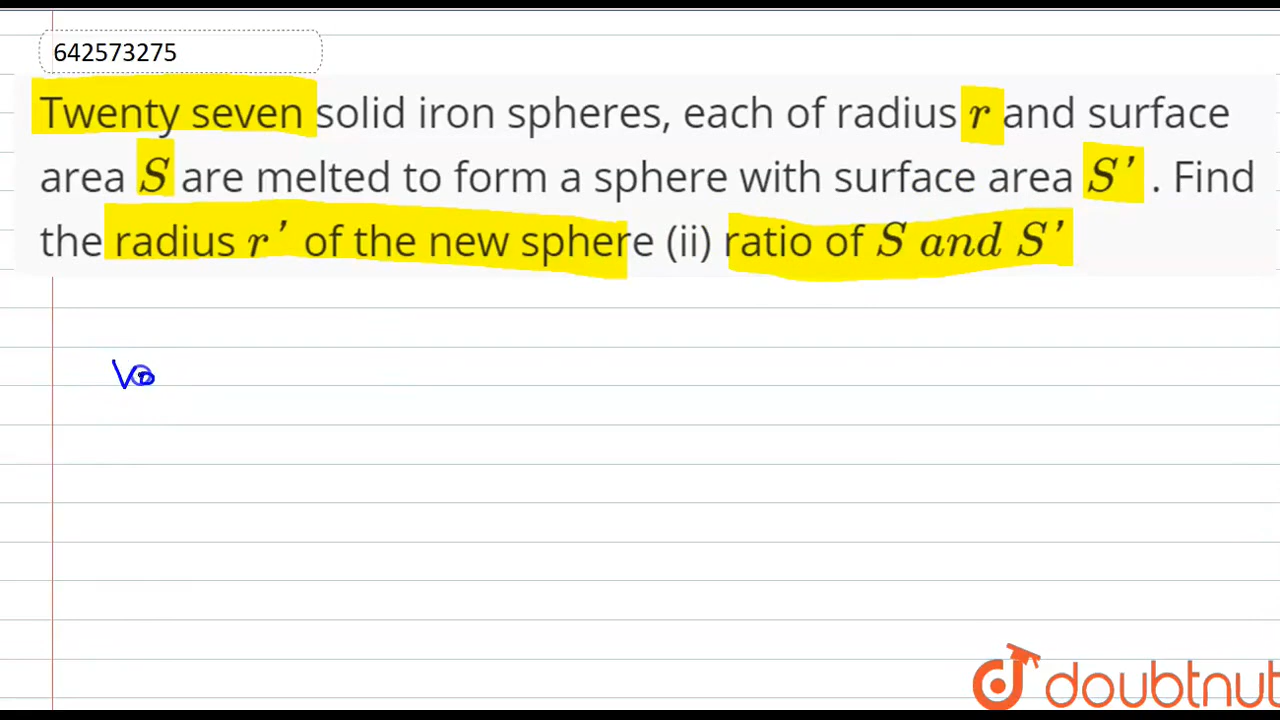 642573275
Twenty seven solid iron spheres, each of radius r and surface
area S are melted to form a sphere with surface area S' . Find
the radius r' of the new sphere (ii) ratio of S and S'
doubtnut